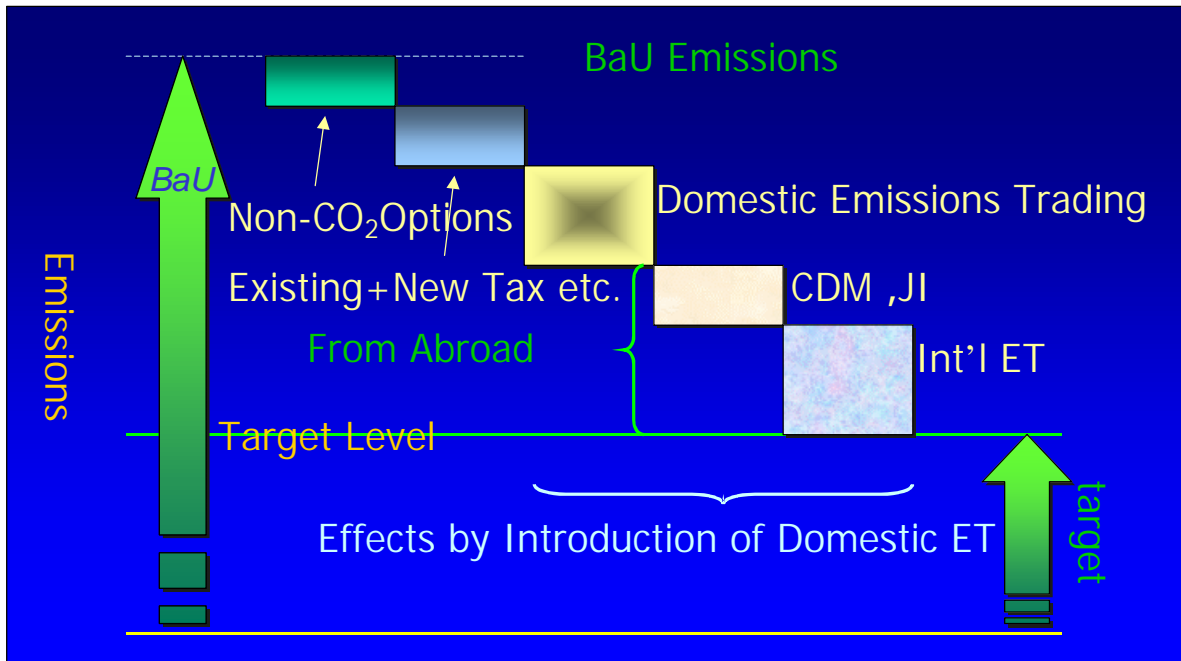 BaU Emissions
BaU
Non-CO₂Options
Domestic Emissions Trading
Existing+New Tax etc.
CDM ,JI
From Abroad
Int’l ET
Emissions
Target Level
target
Effects by Introduction of Domestic ET